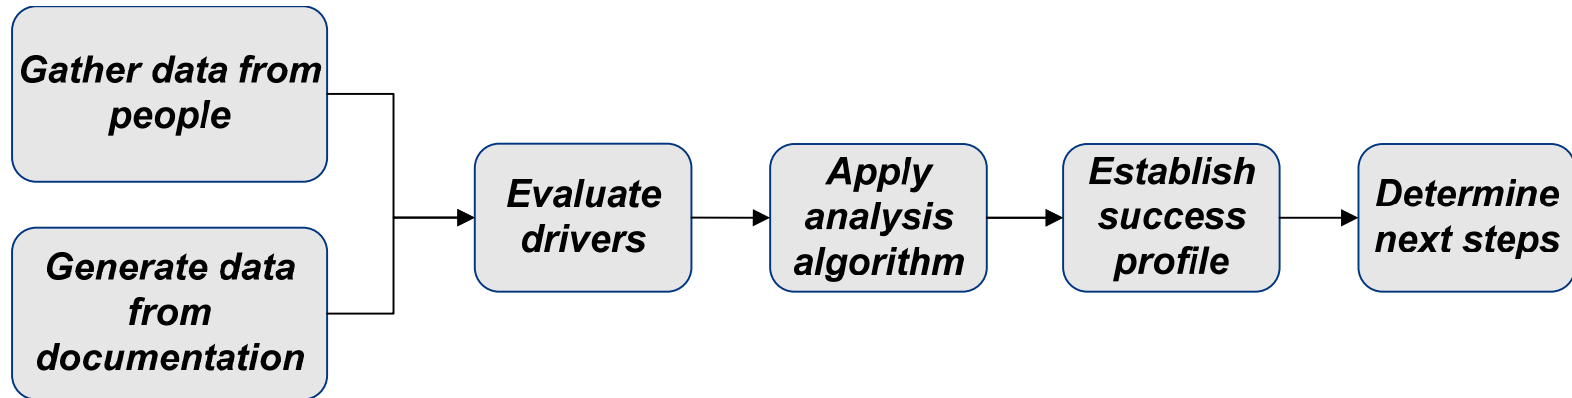 Gather data from
people
Generate data
from
documentation
Evaluate
drivers
Apply
analysis
algorithm
Establish
success
profile
Determine
next steps